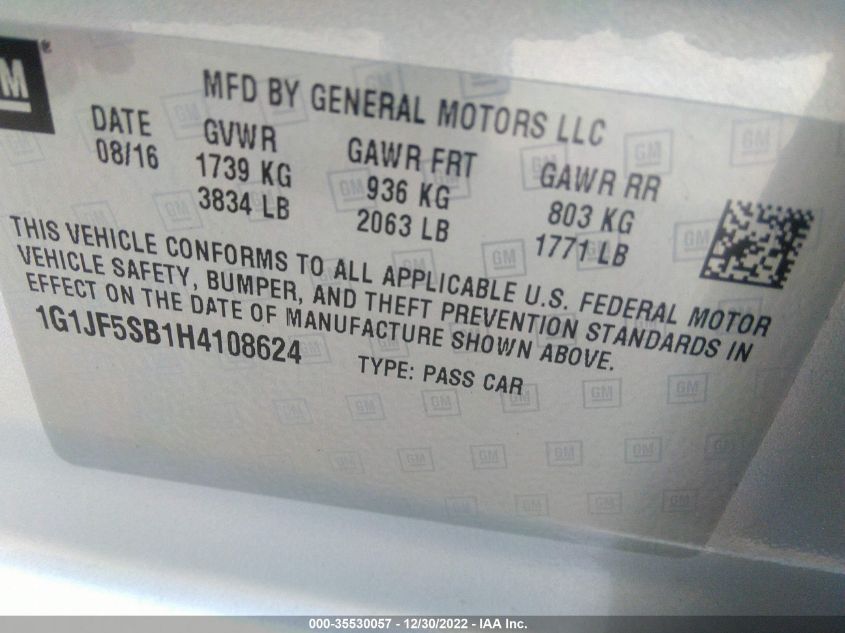 GM
MFD BY GENERAL MOTORS LLC
DATE GVWR GAWR FRT GAWR RR
08/16 1739 KG 936 KG 803 KG
3834 LB 2063 LB 1771 LB
THIS VEHICLE CONFORMS TO ALL APPLICABLE U.S. FEDERAL MOTOR
VEHICLE SAFETY, BUMPER, AND THEFT PREVENTION STANDARDS IN
EFFECT ON THE DATE OF MANUFACTURE SHOWN ABOVE.
1G1JF5SB1H4108624 TYPE: PASS CAR
000-35530057 - 12/30/2022 - IAA Inc.